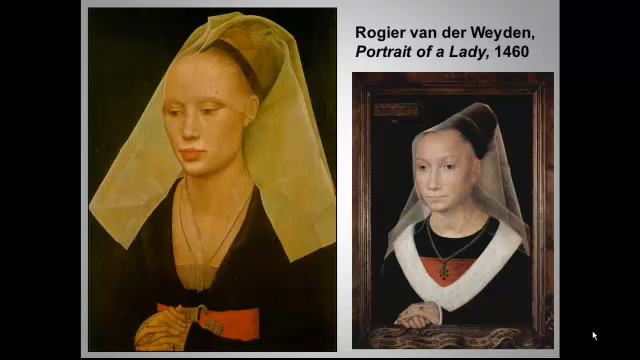 Rogier van der Weyden,
Portrait of a Lady, 1460